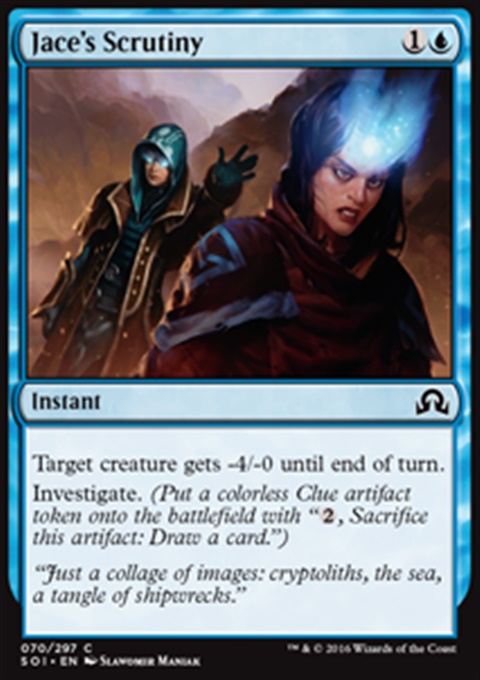 Jace's Scrutiny 1
Instant
Target creature gets -4/-0 until end of turn.
Investigate. (Put a colorless Clue artifact
token onto the battlefield with "2, Sacrifice
this artifact: Draw a card.")
"Just a collage of images: cryptoliths, the sea,
a tangle of shipwrecks."
070/297 C
SOI • EN Slawomir Maniak
™ & © 2016 Wizards of the Coast